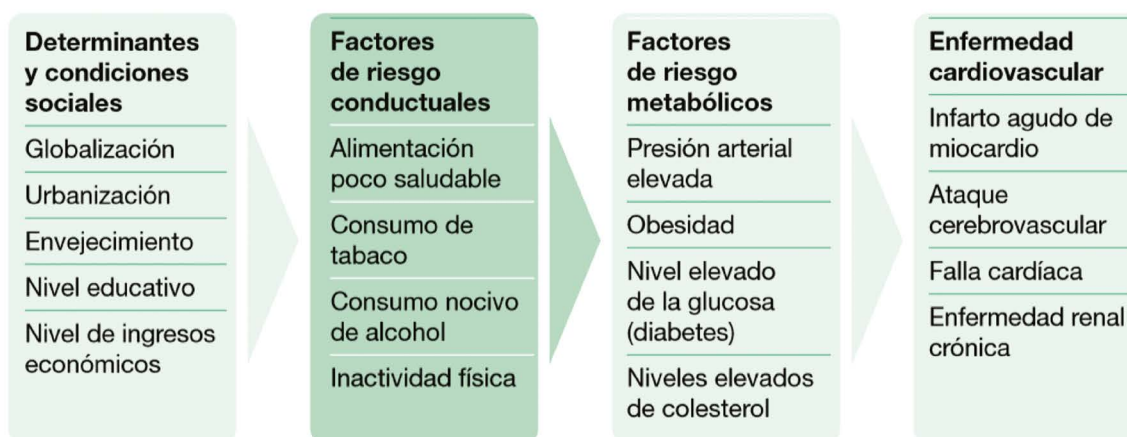 Determinantes
y condiciones
sociales
Globalización
Urbanización
Envejecimiento
Nivel educativo
Nivel de ingresos
económicos
Factores
de riesgo
conductuales
Alimentación
poco saludable
Consumo de
tabaco
Consumo nocivo
de alcohol
Inactividad física
Factores
de riesgo
metabólicos
Presión arterial
elevada
Obesidad
Nivel elevado
de la glucosa
(diabetes)
Niveles elevados
de colesterol
Enfermedad
cardiovascular
Infarto agudo de
miocardio
Ataque
cerebrovascular
Falla cardíaca
Enfermedad renal
crónica